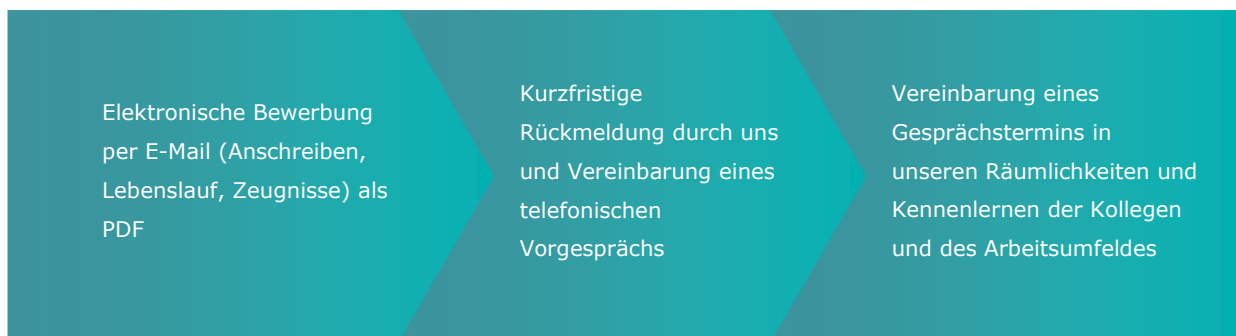 Elektronische Bewerbung
per E-Mail (Anschreiben,
Lebenslauf, Zeugnisse) als
PDF
Kurzfristige
Rückmeldung durch uns
und Vereinbarung eines
telefonischen
Vorgesprächs
Vereinbarung eines
Gesprächstermins in
unseren Räumlichkeiten und
Kennenlernen der Kollegen
und des Arbeitsumfeldes